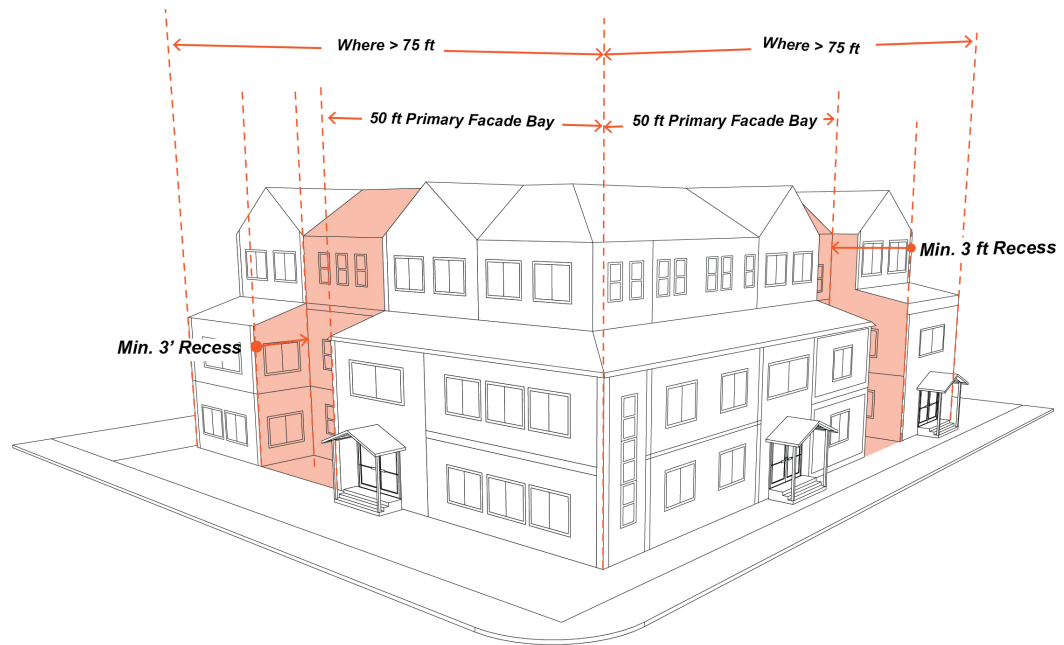 Where > 75 ft
Where > 75 ft
50 ft Primary Facade Bay
50 ft Primary Facade Bay
Min. 3 ft Recess
Min. 3' Recess